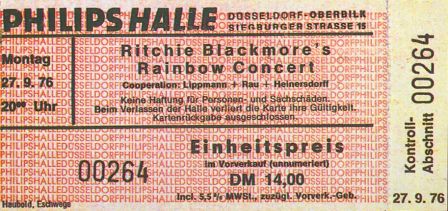 PHILIPS HALLE
DÜSSELDORF-OBERBILK
SIEGBURGER STRASSE 15
Montag
27. 9. 76
20⁰⁰ Uhr
Ritchie Blackmore's
Rainbow Concert
Cooperation: Lippmann + Rau + Heinersdorff
Keine Haftung für Personen- und Sachschäden.
Beim Verlassen der Halle verliert die Karte ihre Gültigkeit.
Kartenrückgabe ausgeschlossen.
00264
Einheitspreis
im Vorverkauf (unnumeriert)
DM 14,00
Incl. 5,5% MWSt., zuzügl. Vorverk.-Geb.
Haubold, Eschwege
Kontroll-
Abschnitt 00264
27. 9. 76